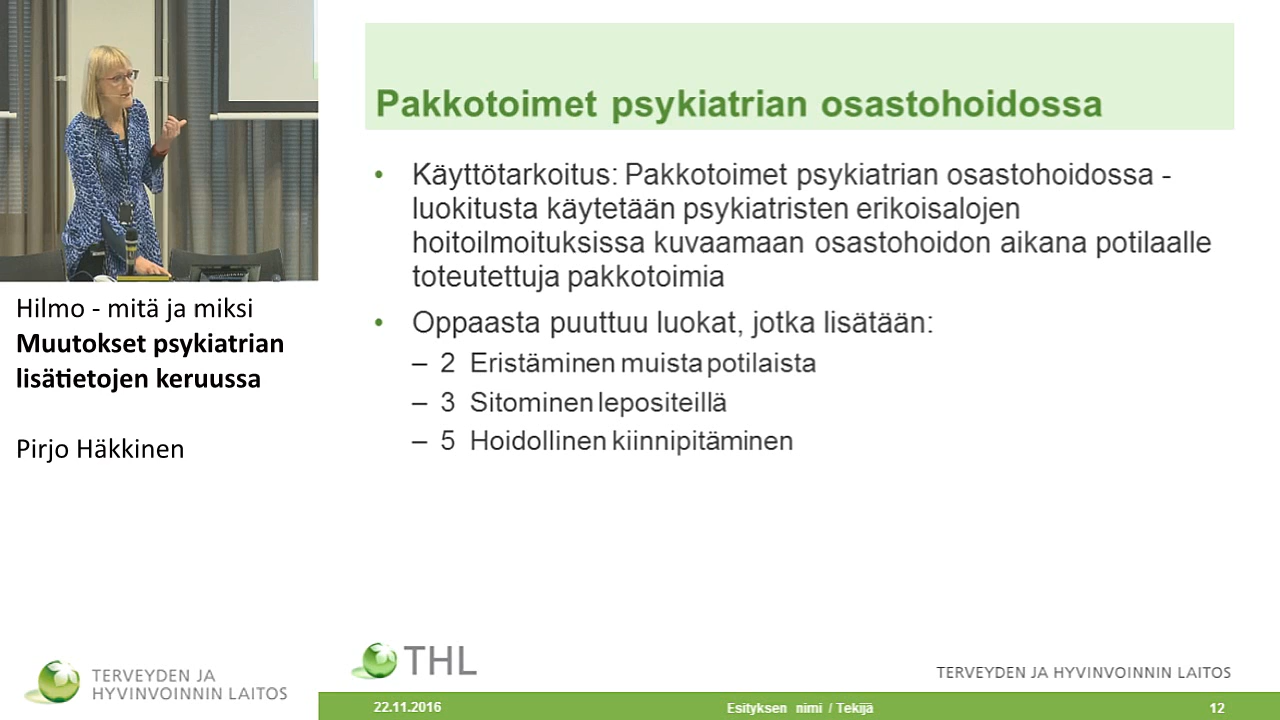 Pakkotoimet psykiatrian osastohoidossa
• Käyttötarkoitus: Pakkotoimet psykiatrian osastohoidossa -
luokitusta käytetään psykiatristen erikoisalojen
hoitoilmoituksissa kuvaamaan osastohoidon aikana potilaalle
toteutettuja pakkotoimia
• Oppaasta puuttuu luokat, jotka lisätään:
– 2 Eristäminen muista potilaista
– 3 Sitominen lepositeillä
– 5 Hoidollinen kiinnipitäminen
Hilmo - mitä ja miksi
Muutokset psykiatrian
lisätietojen keruussa
Pirjo Häkkinen
TERVEYDEN JA
HYVINVOINNIN LAITOS
THL
TERVEYDEN JA HYVINVOINNIN LAITOS
22.11.2016
Esityksen nimi / Tekijä
12